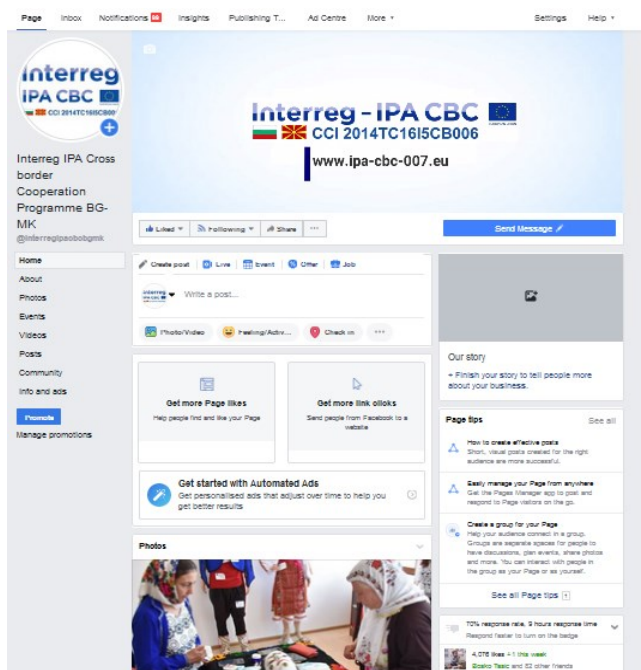 Page Inbox Notifications Insights Publishing T... Ad Centre More Settings Help
Interreg
IPA CBC
CCI 2014TC16I5CB00
Interreg - IPA CBC
CCI 2014TC16I5CB006
www.ipa-cbc-007.eu
Interreg IPA Cross
border
Cooperation
Programme BG-
MK
@interregipacbcbgmk
Liked Following Share ... Send Message
Home
About
Photos
Events
Videos
Posts
Community
Info and ads
Promote
Manage promotions
Create post Live Event Offer Job
Write a post...
Photo/Video Feeling/Activ... Check in ...
Get more Page likes
Help people find and like your Page
Get more link clicks
Send people from Facebook to a
website
Get started with Automated Ads
Get personalised ads that adjust over time to help you
get better results
Photos
Our story
+ Finish your story to tell people more
about your business.
Page tips See all
How to create effective posts
Short, visual posts created for the right
audience are more successful.
Easily manage your Page from anywhere
Get the Pages Manager app to post and
respond to Page visitors on the go.
Create a group for your Page
Help your audience connect in a group.
Groups are separate spaces for people to
have discussions, plan events, share photos
and more. You can interact with people in
the group as your Page or as yourself.
See all Page tips
70% response rate, 9 hours response time
Respond faster to turn on the badge
4,076 likes +1 this week
Bosko Tasic and 62 other friends